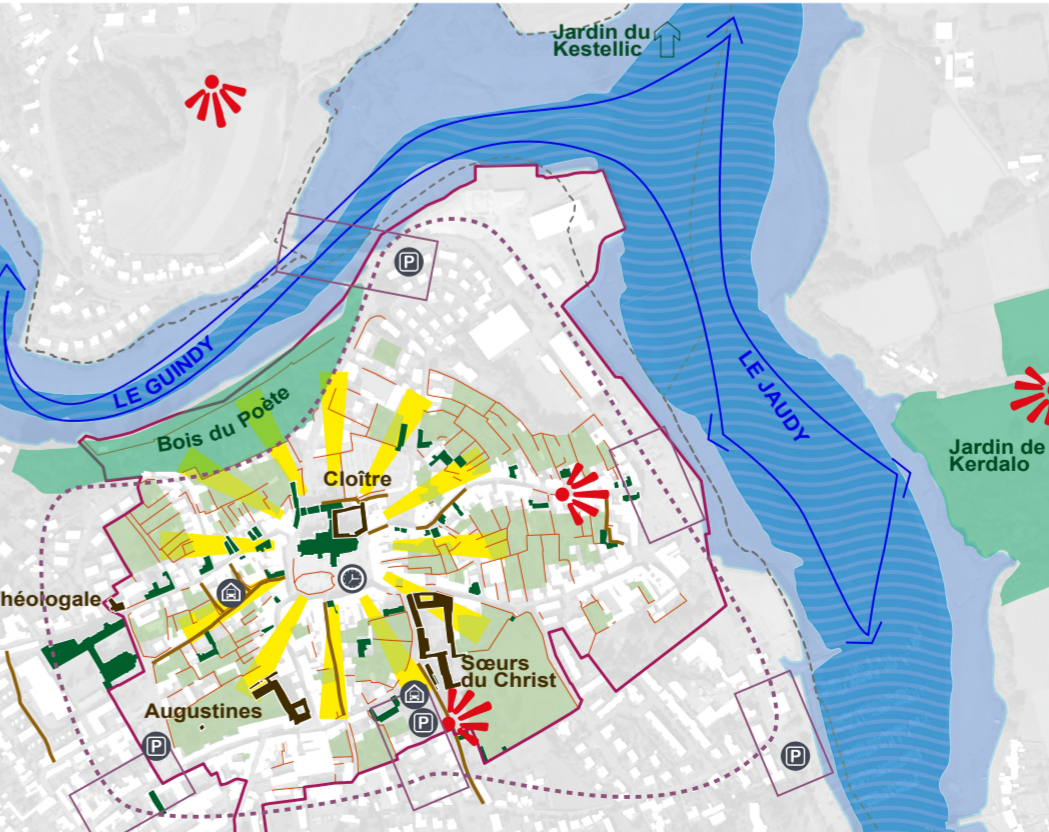 Jardin du
Kestellic
LE GUINDY
Bois du Poète
LE JAUDY
Jardin de
Kerdalo
Cloître
P
héologale
Sœurs
du Christ
Augustines
P
P
P